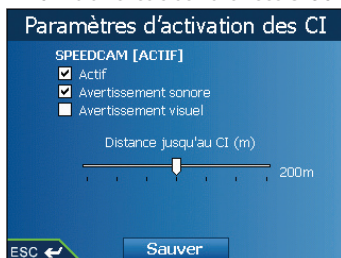 Paramètres d'activation des CI
SPEEDCAM [ACTIF]
Actif
Avertissement sonore
Avertissement visuel
Distance jusqu'au CI (m)
200m
ESC
Sauver